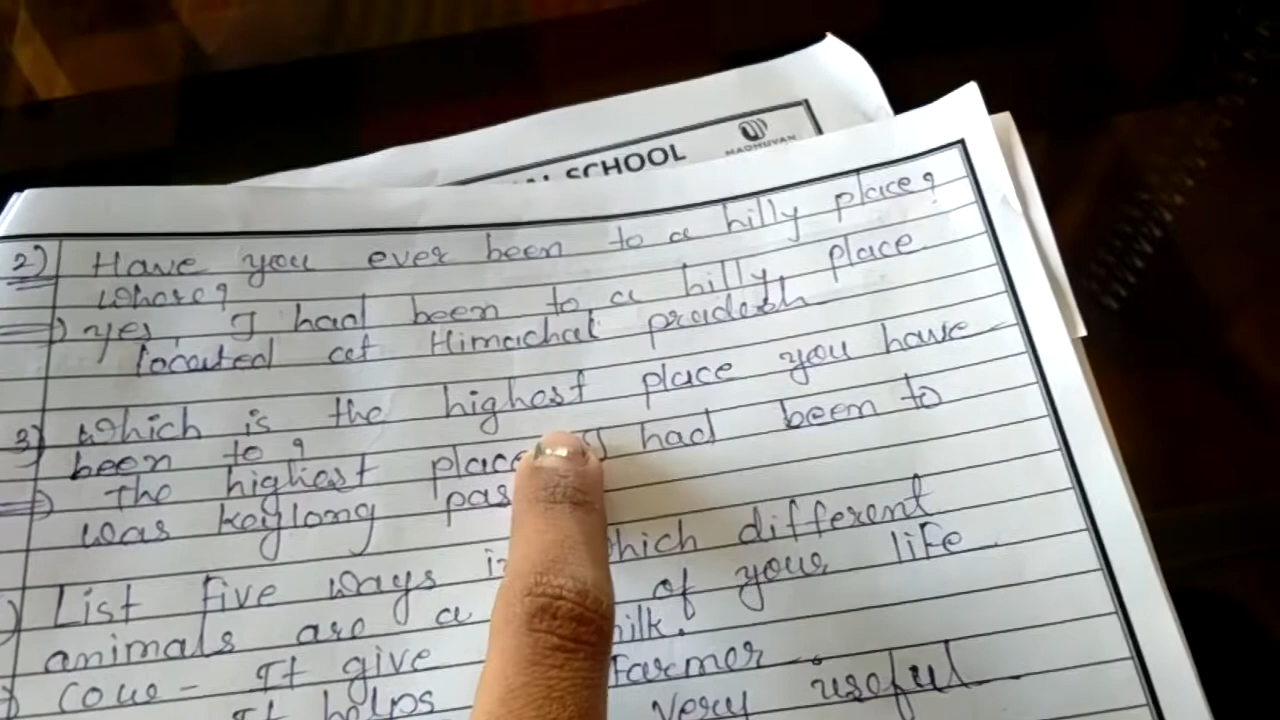 SCHOOL
MADHUVAN
2) Have you ever been to a hilly place?
where?
=> yes, I had been to a hilly place
located at Himachal pradesh
3) which is the highest place you have
been to?
=> The highest place I had been to
was keylong pas
List five ways in which different
animals are a of your life
Cow - It give milk.
It helps farmer
very useful